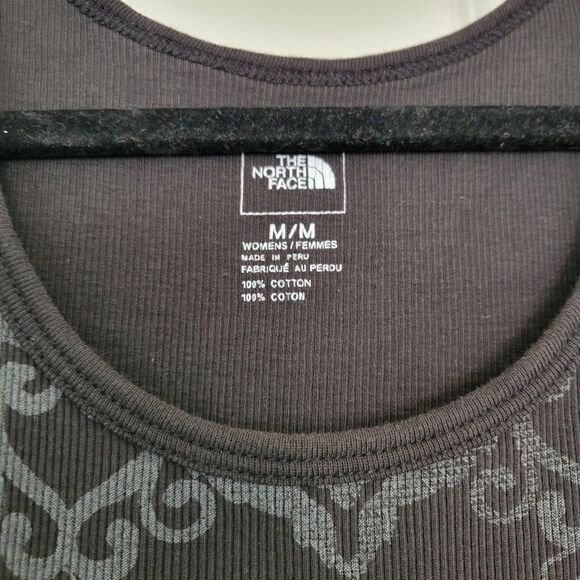 THE
NORTH
FACE
M/M
WOMENS/FEMMES
MADE IN PERU
FABRIQUÉ AU PEROU
100% COTTON
100% COTON